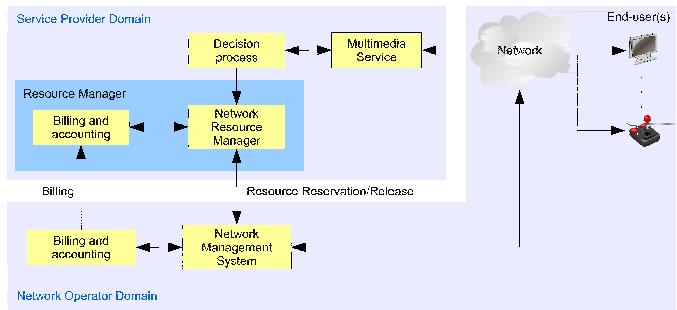 Service Provider Domain
End-user(s)
Decision
process
Multimedia
Service
Network
Resource Manager
Billing and
accounting
Network
Resource
Manager
Billing
Resource Reservation/Release
Billing and
accounting
Network
Management
System
Network Operator Domain